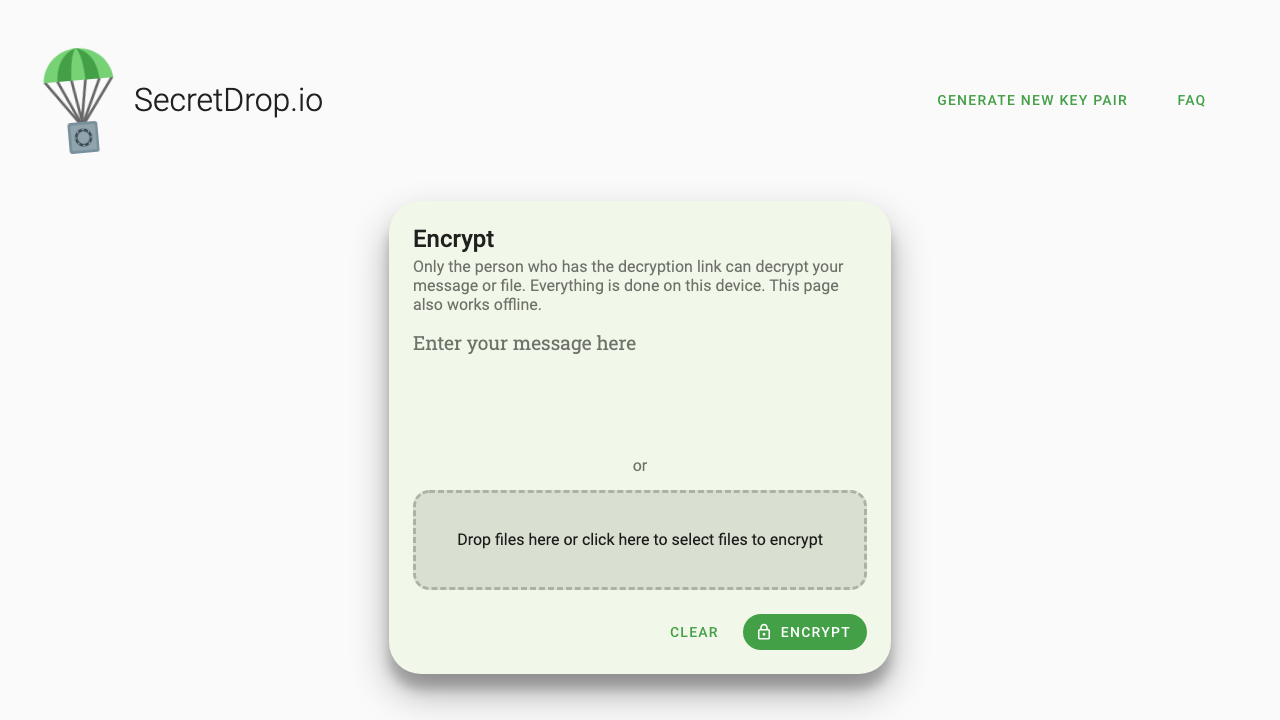 SecretDrop.io
GENERATE NEW KEY PAIR
FAQ
Encrypt
Only the person who has the decryption link can decrypt your
message or file. Everything is done on this device. This page
also works offline.
Enter your message here
or
Drop files here or click here to select files to encrypt
CLEAR
ENCRYPT